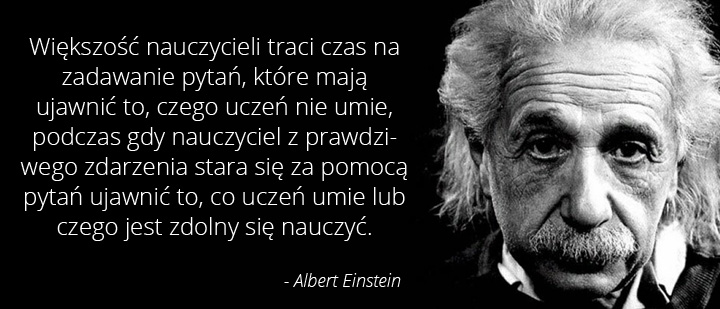 Większość nauczycieli traci czas na
zadawanie pytań, które mają
ujawnić to, czego uczeń nie umie,
podczas gdy nauczyciel z prawdzi-
wego zdarzenia stara się za pomocą
pytań ujawnić to, co uczeń umie lub
czego jest zdolny się nauczyć.
- Albert Einstein